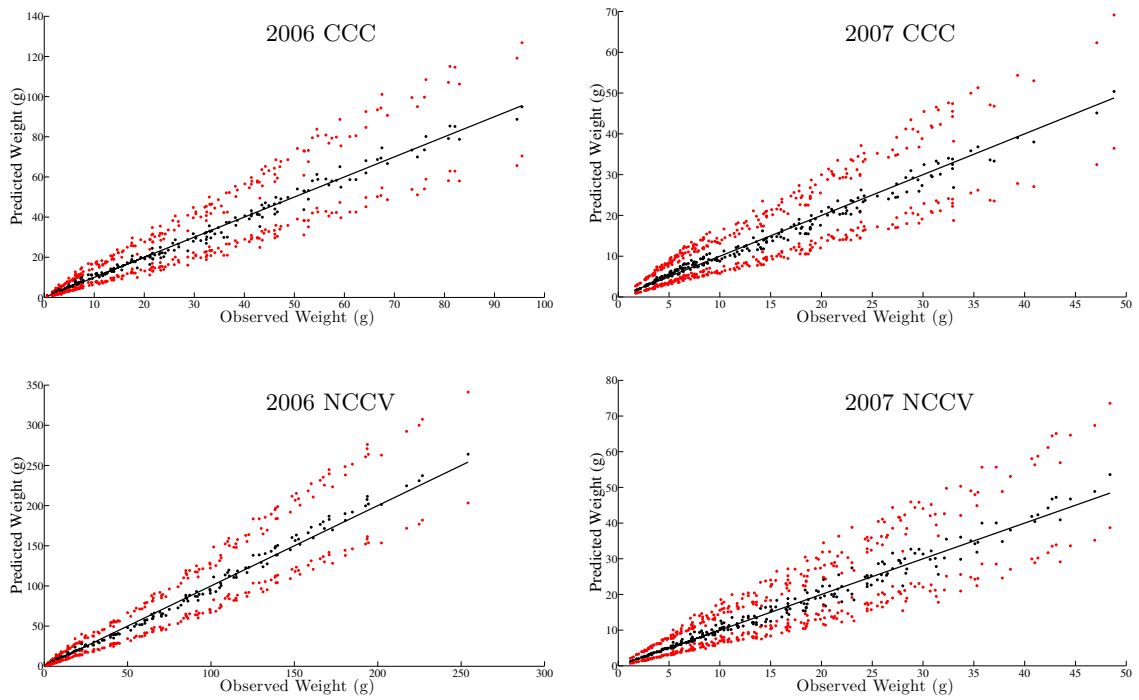 2006 CCC
Predicted Weight (g)
140
120
100
80
60
40
20
0
0 10 20 30 40 50 60 70 80 90 100
Observed Weight (g)
2007 CCC
Predicted Weight (g)
70
60
50
40
30
20
10
0
5 10 15 20 25 30 35 40 45 50
Observed Weight (g)
2006 NCCV
Predicted Weight (g)
350
300
250
200
150
100
50
0
0 50 100 150 200 250 300
Observed Weight (g)
2007 NCCV
Predicted Weight (g)
80
70
60
50
40
30
20
10
0
0 5 10 15 20 25 30 35 40 45 50
Observed Weight (g)